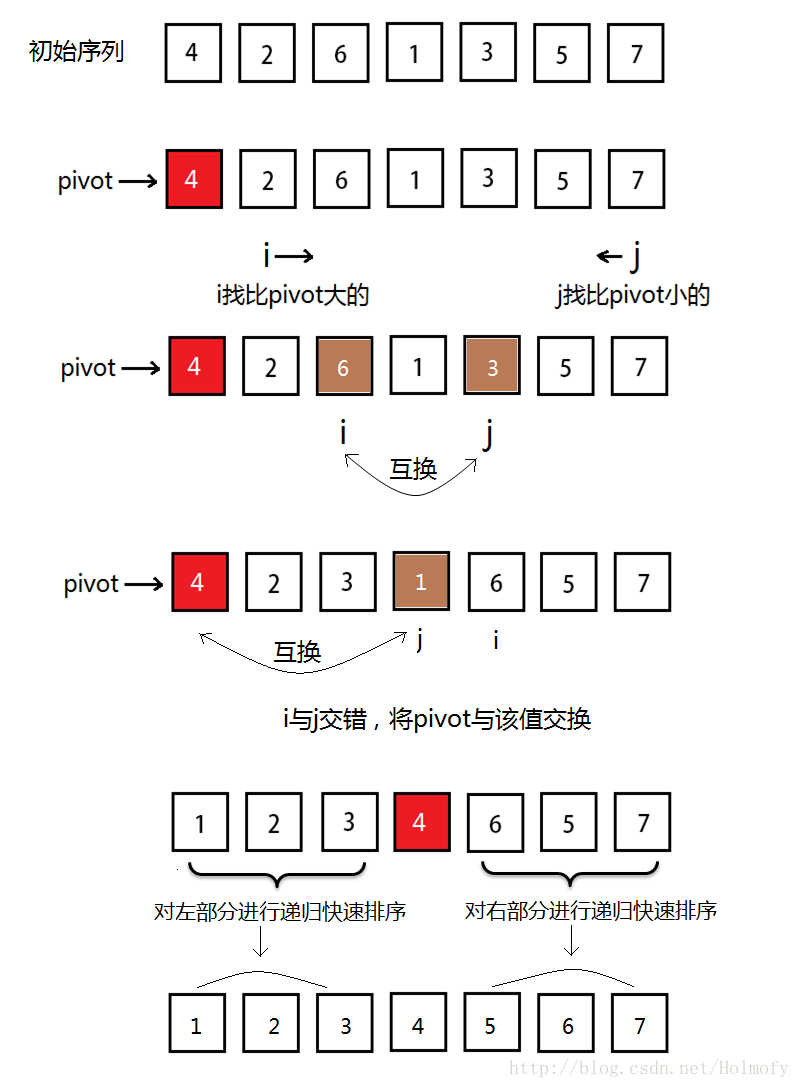 初始序列 4 2 6 1 3 5 7
pivot 4 2 6 1 3 5 7
i j
i找比pivot大的 j找比pivot小的
pivot 4 2 6 1 3 5 7
i j
互换
pivot 4 2 3 1 6 5 7
j i
互换
i与j交错，将pivot与该值交换
1 2 3 4 6 5 7
对左部分进行递归快速排序 对右部分进行递归快速排序
1 2 3 4 5 6 7
http://blog.csdn.net/Holmofy